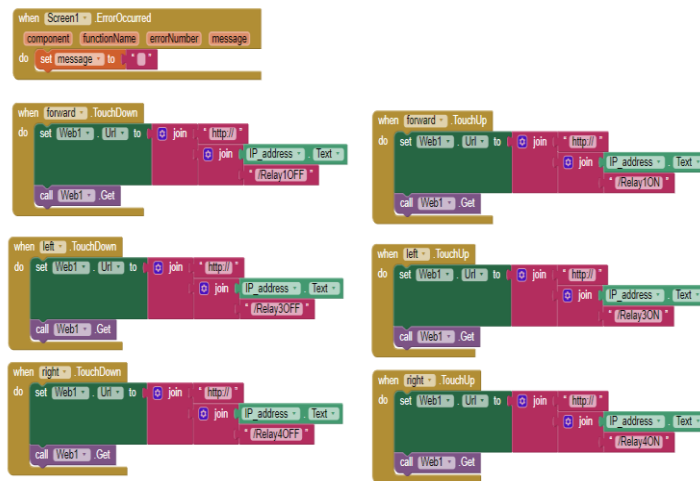 when Screen1 .ErrorOccurred
component functionName errorNumber message
do set message to " "
when forward .TouchDown
do set Web1 . Url to join " http:// "
join IP_address . Text
" /Relay1OFF "
call Web1 .Get
when forward .TouchUp
do set Web1 . Url to join " http:// "
join IP_address . Text
" /Relay1ON "
call Web1 .Get
when left .TouchDown
do set Web1 . Url to join " http:// "
join IP_address . Text
" /Relay3OFF "
call Web1 .Get
when left .TouchUp
do set Web1 . Url to join " http:// "
join IP_address . Text
" /Relay3ON "
call Web1 .Get
when right .TouchDown
do set Web1 . Url to join " http:// "
join IP_address . Text
" /Relay4OFF "
call Web1 .Get
when right .TouchUp
do set Web1 . Url to join " http:// "
join IP_address . Text
" /Relay4ON "
call Web1 .Get